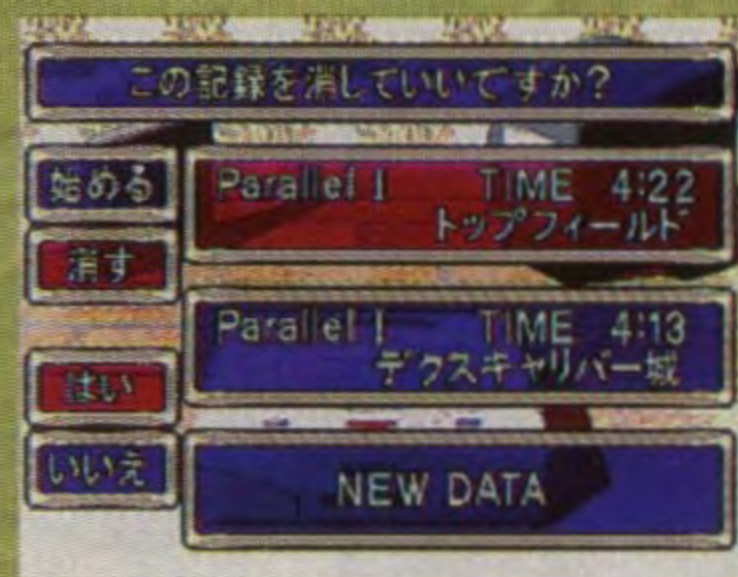 この記録を消していいですか?
始める
消す
はい
いいえ
Parallel I TIME 4:22
トップフィールド
Parallel I TIME 4:13
デクスキャリバー城
NEW DATA